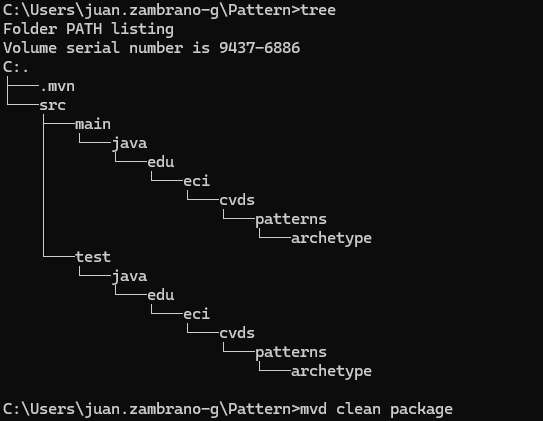 C:\Users\juan.zambrano-g\Pattern>tree
Folder PATH listing
Volume serial number is 9437-6886
C:.
├───.mvn
└───src
    ├───main
    │   └───java
    │       └───edu
    │           └───eci
    │               └───cvds
    │                   └───patterns
    │                       └───archetype
    └───test
        └───java
            └───edu
                └───eci
                    └───cvds
                        └───patterns
                            └───archetype
C:\Users\juan.zambrano-g\Pattern>mvd clean package